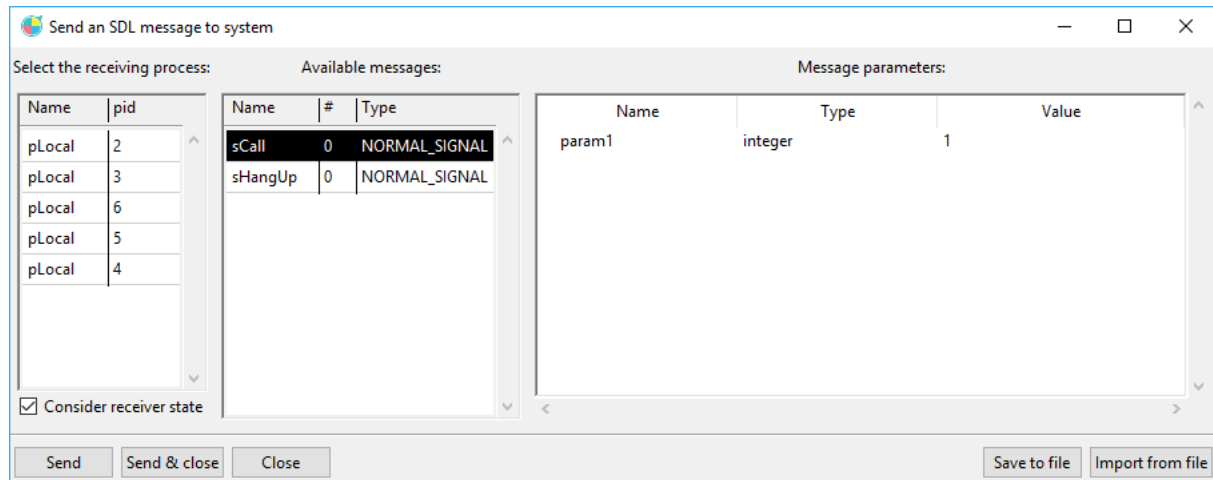 Send an SDL message to system
Select the receiving process: Available messages: Message parameters:
Name pid Name # Type Name Type Value
pLocal 2 sCall 0 NORMAL_SIGNAL param1 integer 1
pLocal 3 sHangUp 0 NORMAL_SIGNAL
pLocal 6
pLocal 5
pLocal 4
Consider receiver state
Send Send & close Close Save to file Import from file